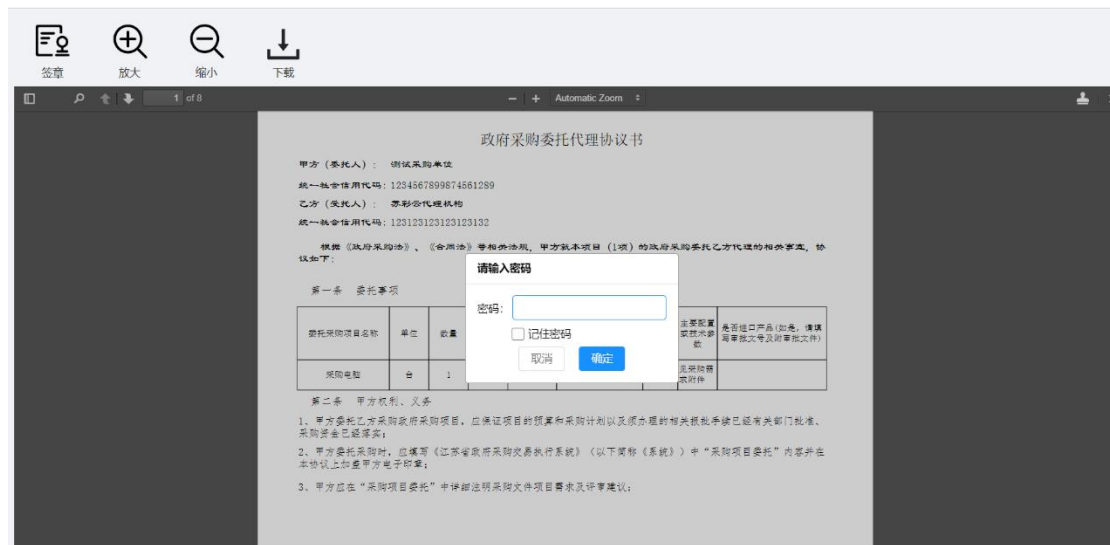 签章 放大 缩小 下载
1 of 8 Automatic Zoom
政府采购委托代理协议书
甲方（委托人）： 测试采购单位
统一社会信用代码：1234567899874561289
乙方（受托人）： 苏彩云代理机构
统一社会信用代码：123123123123123132
根据《政府采购法》、《合同法》等相关法规，甲方就本项目（1项）的政府采购委托乙方代理的相关事宜，协
议如下：
请输入密码
密码：
记住密码
取消 确定
第一条 委托事项
委托采购项目名称 单位 数量 主要配置或技术参数 是否进口产品(如是，请填写审批文号及附审批文件)
采购电脑 台 1 见采购需求附件
第二条 甲方权利、义务
1、甲方委托乙方采购政府采购项目，应保证项目的预算和采购计划以及须办理的相关报批手续已经有关部门批准、
采购资金已经落实；
2、甲方委托采购时，应填写《江苏省政府采购交易执行系统》（以下简称《系统》）中“采购项目委托”内容并在
本协议上加盖甲方电子印章；
3、甲方应在“采购项目委托”中详细注明采购文件项目需求及评审建议；